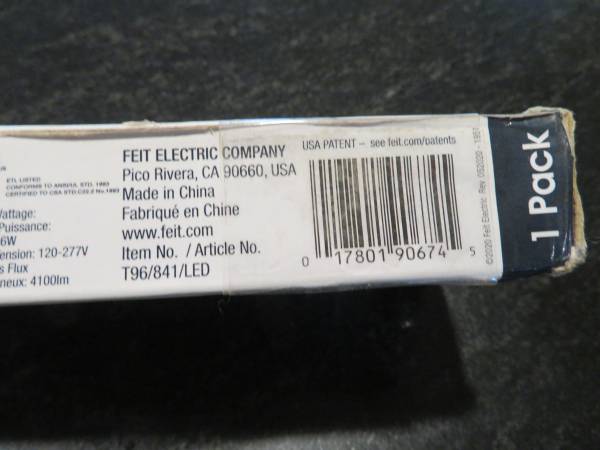 ETL LISTED
CONFORMS TO ANSI/UL STD. 1993
CERTIFIED TO CSA STD.C22.2 No.1993
Wattage:
Puissance:
6W
ension: 120-277V
s Flux
neux: 4100lm
FEIT ELECTRIC COMPANY
Pico Rivera, CA 90660, USA
Made in China
Fabriqué en Chine
www.feit.com
Item No. / Article No.
T96/841/LED
USA PATENT – see feit.com/patents
0 17801 90674 5
©2020 Feit Electric Rev. 052020 - 1851
1 Pack